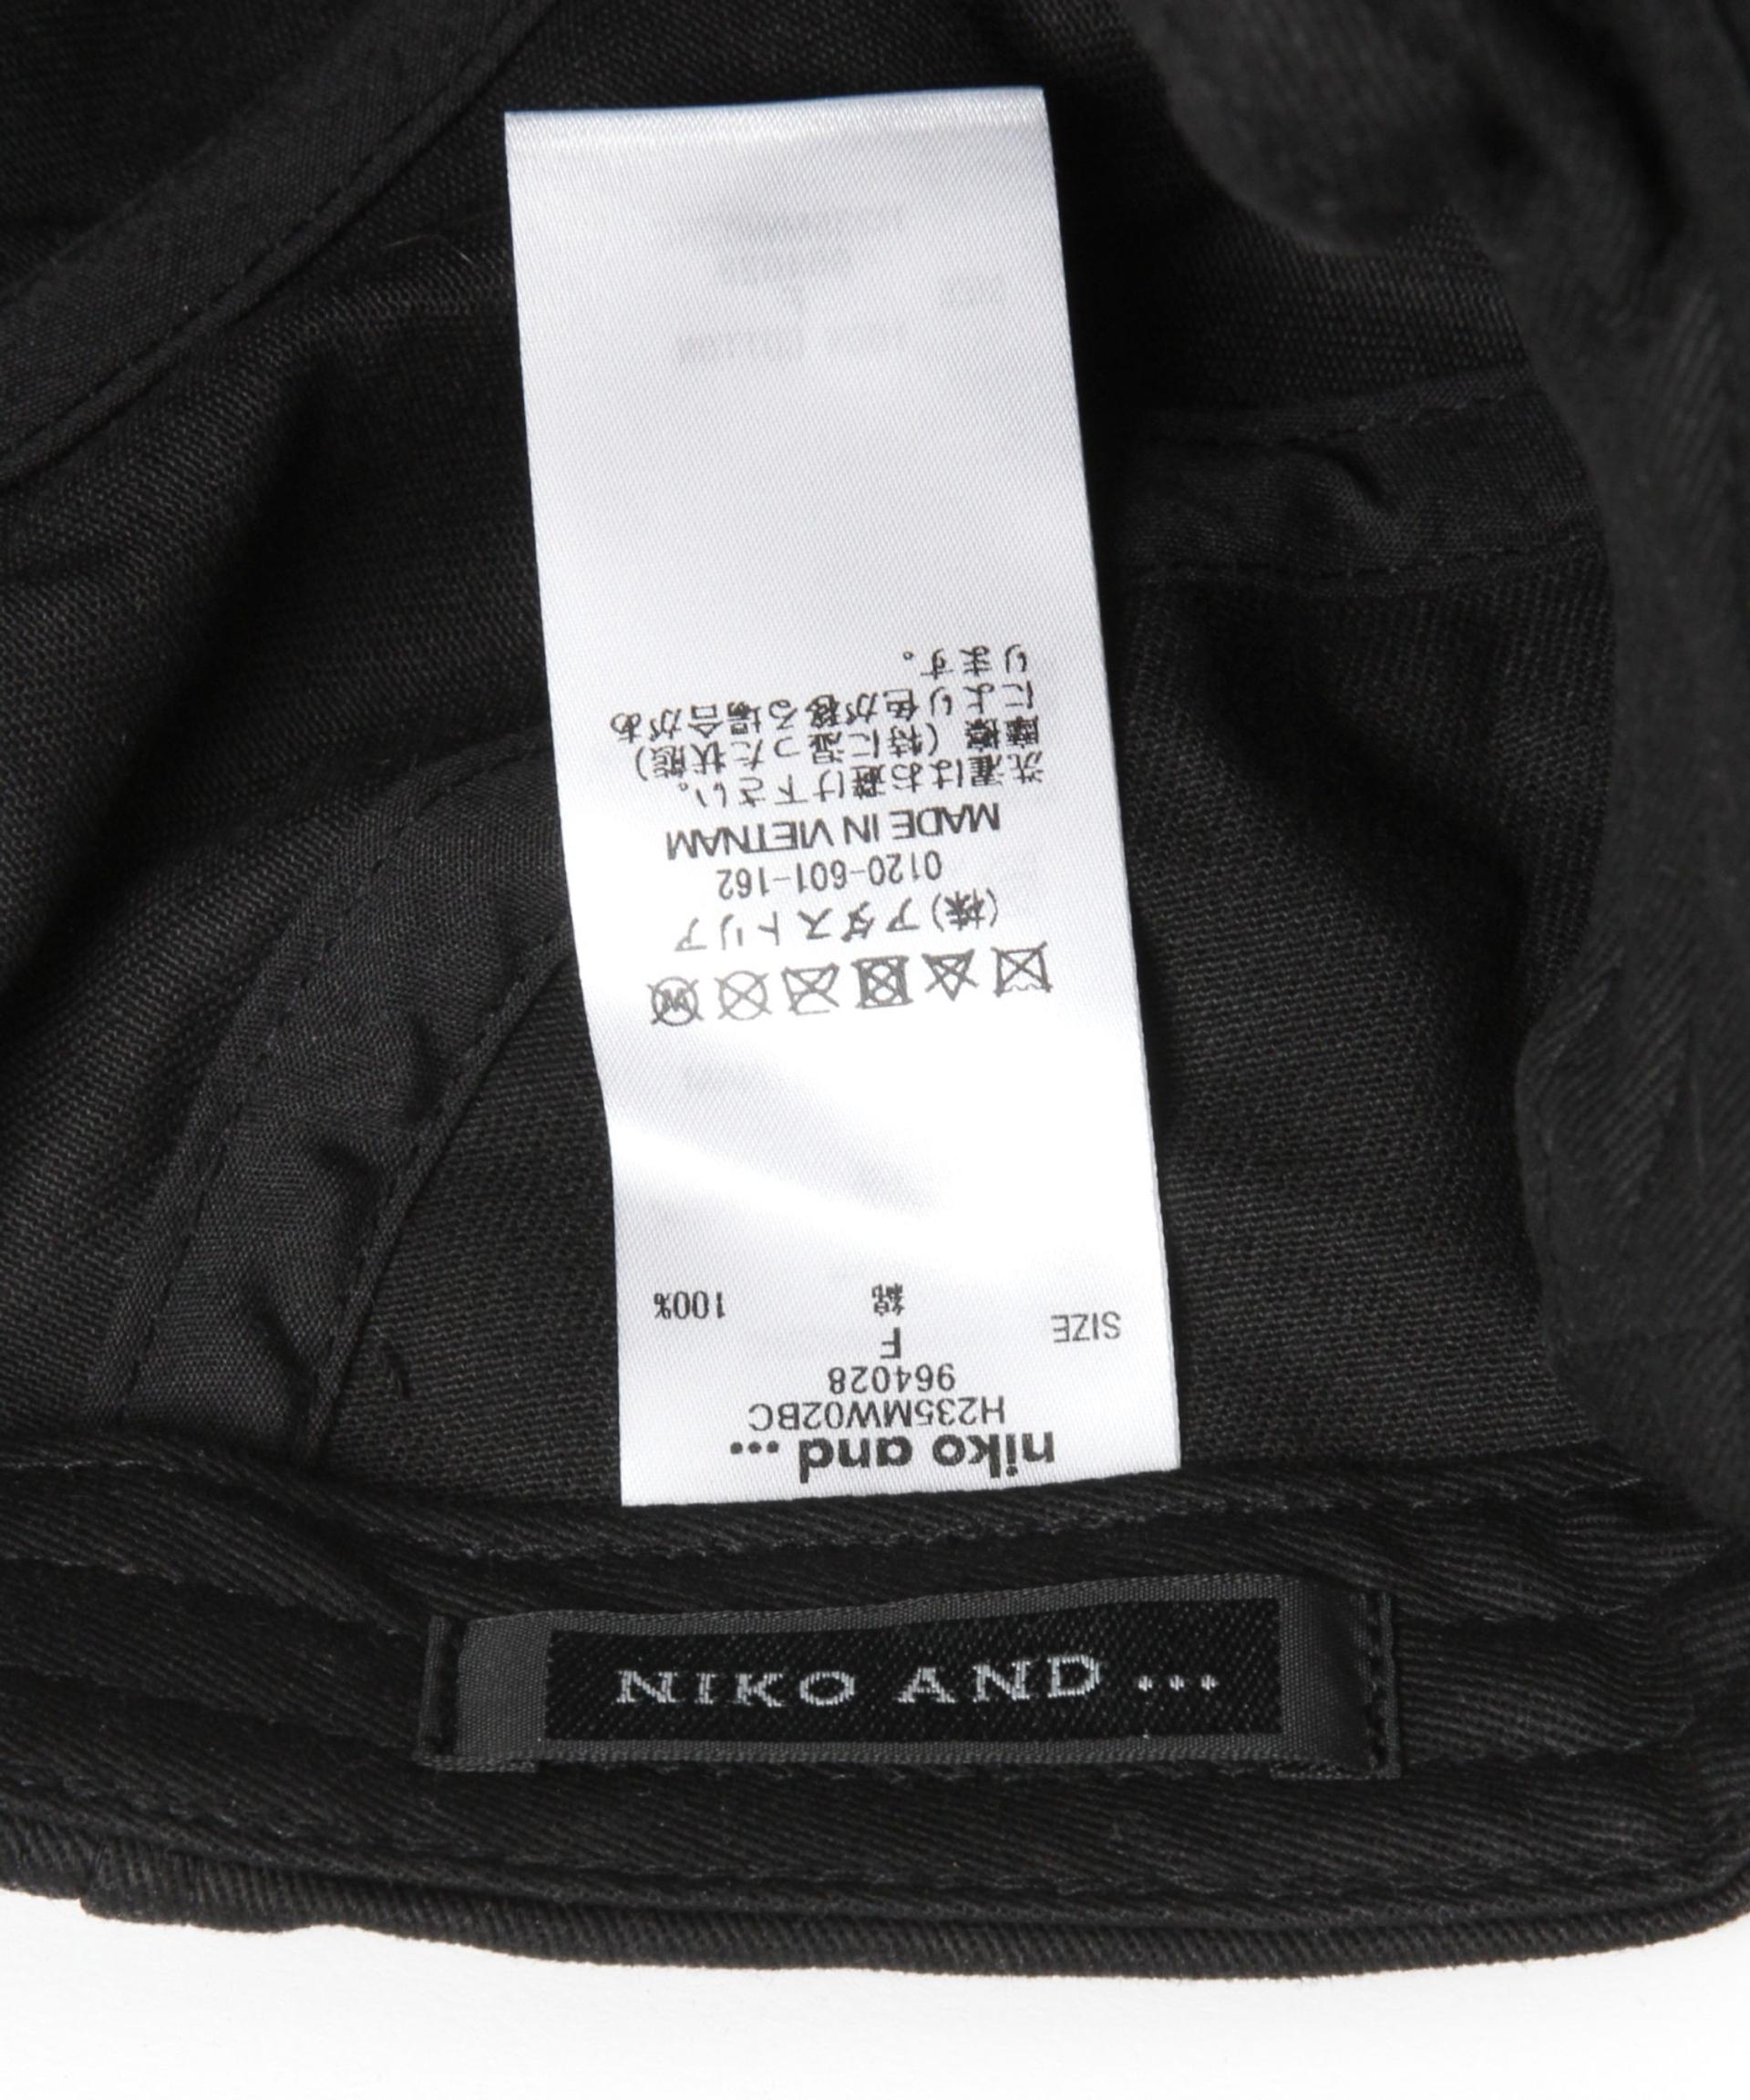 niko and ...
H235MW02BC
964028
SIZE F
綿 100%
(株)アダストリア
0120-601-162
MADE IN VIETNAM
洗濯はお避け下さい。
摩擦(特に湿った状態)
により色が移る場合があ
ります。
NIKO AND ...